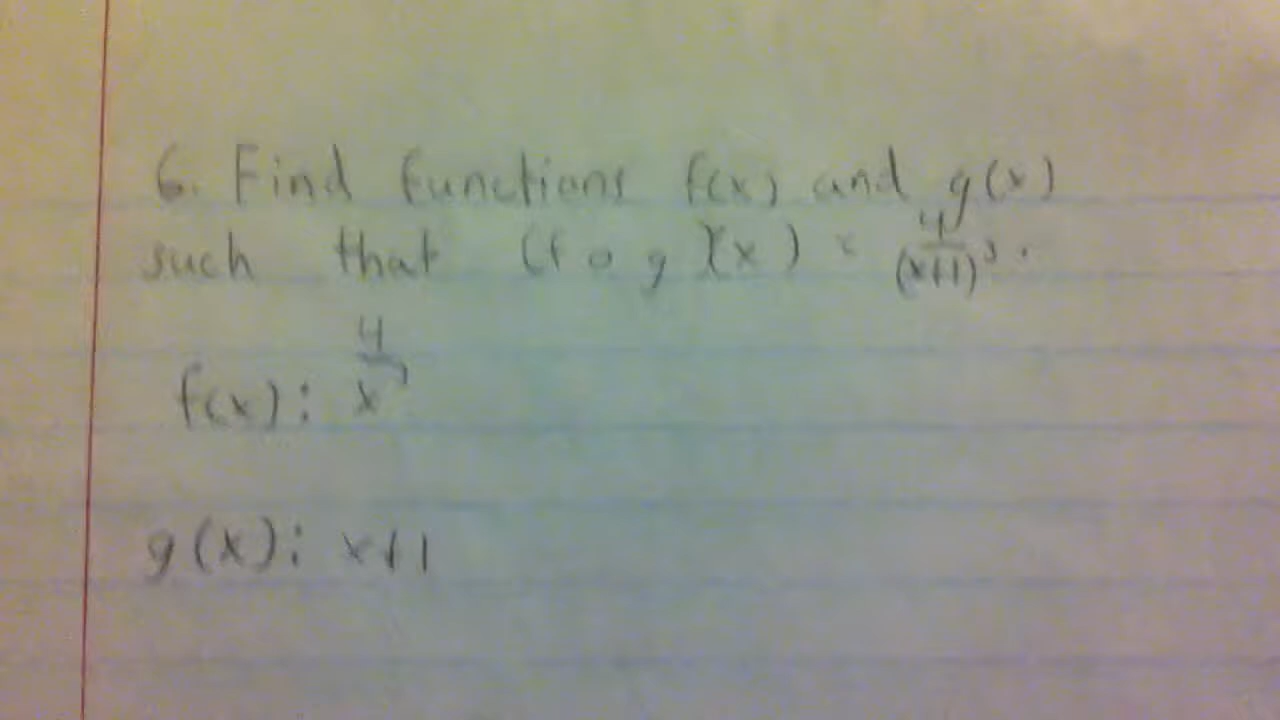 6. Find functions f(x) and g(x)
such that (f o g)(x) = 4/(x+1)³.
f(x): 4/x³
g(x): x+1